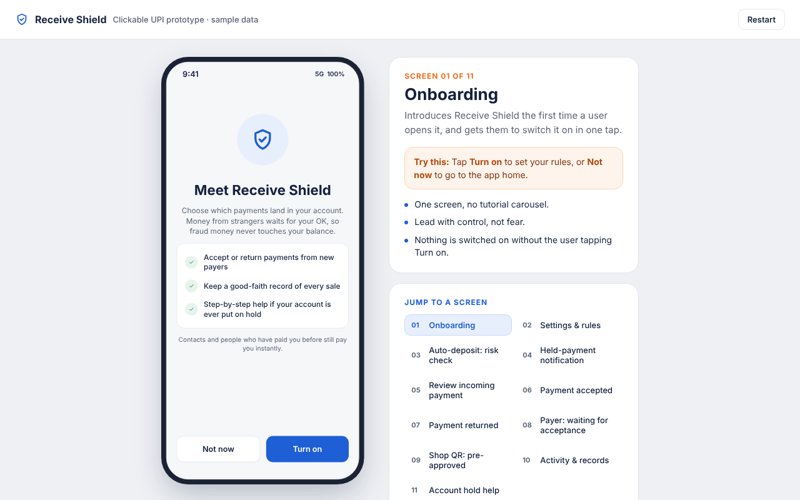 Receive Shield Clickable UPI prototype · sample data
Restart
9:41
5G 100%
Meet Receive Shield
Choose which payments land in your account.
Money from strangers waits for your OK, so
fraud money never touches your balance.
Accept or return payments from new
payers
Keep a good-faith record of every sale
Step-by-step help if your account is
ever put on hold
Contacts and people who have paid you before still pay
you instantly.
Not now
Turn on
SCREEN 01 OF 11
Onboarding
Introduces Receive Shield the first time a user
opens it, and gets them to switch it on in one tap.
Try this: Tap Turn on to set your rules, or Not
now to go to the app home.
One screen, no tutorial carousel.
Lead with control, not fear.
Nothing is switched on without the user tapping
Turn on.
JUMP TO A SCREEN
01 Onboarding
02 Settings & rules
03 Auto-deposit: risk
check
04 Held-payment
notification
05 Review incoming
payment
06 Payment accepted
07 Payment returned
08 Payer: waiting for
acceptance
09 Shop QR: pre-
approved
10 Activity & records
11 Account hold help